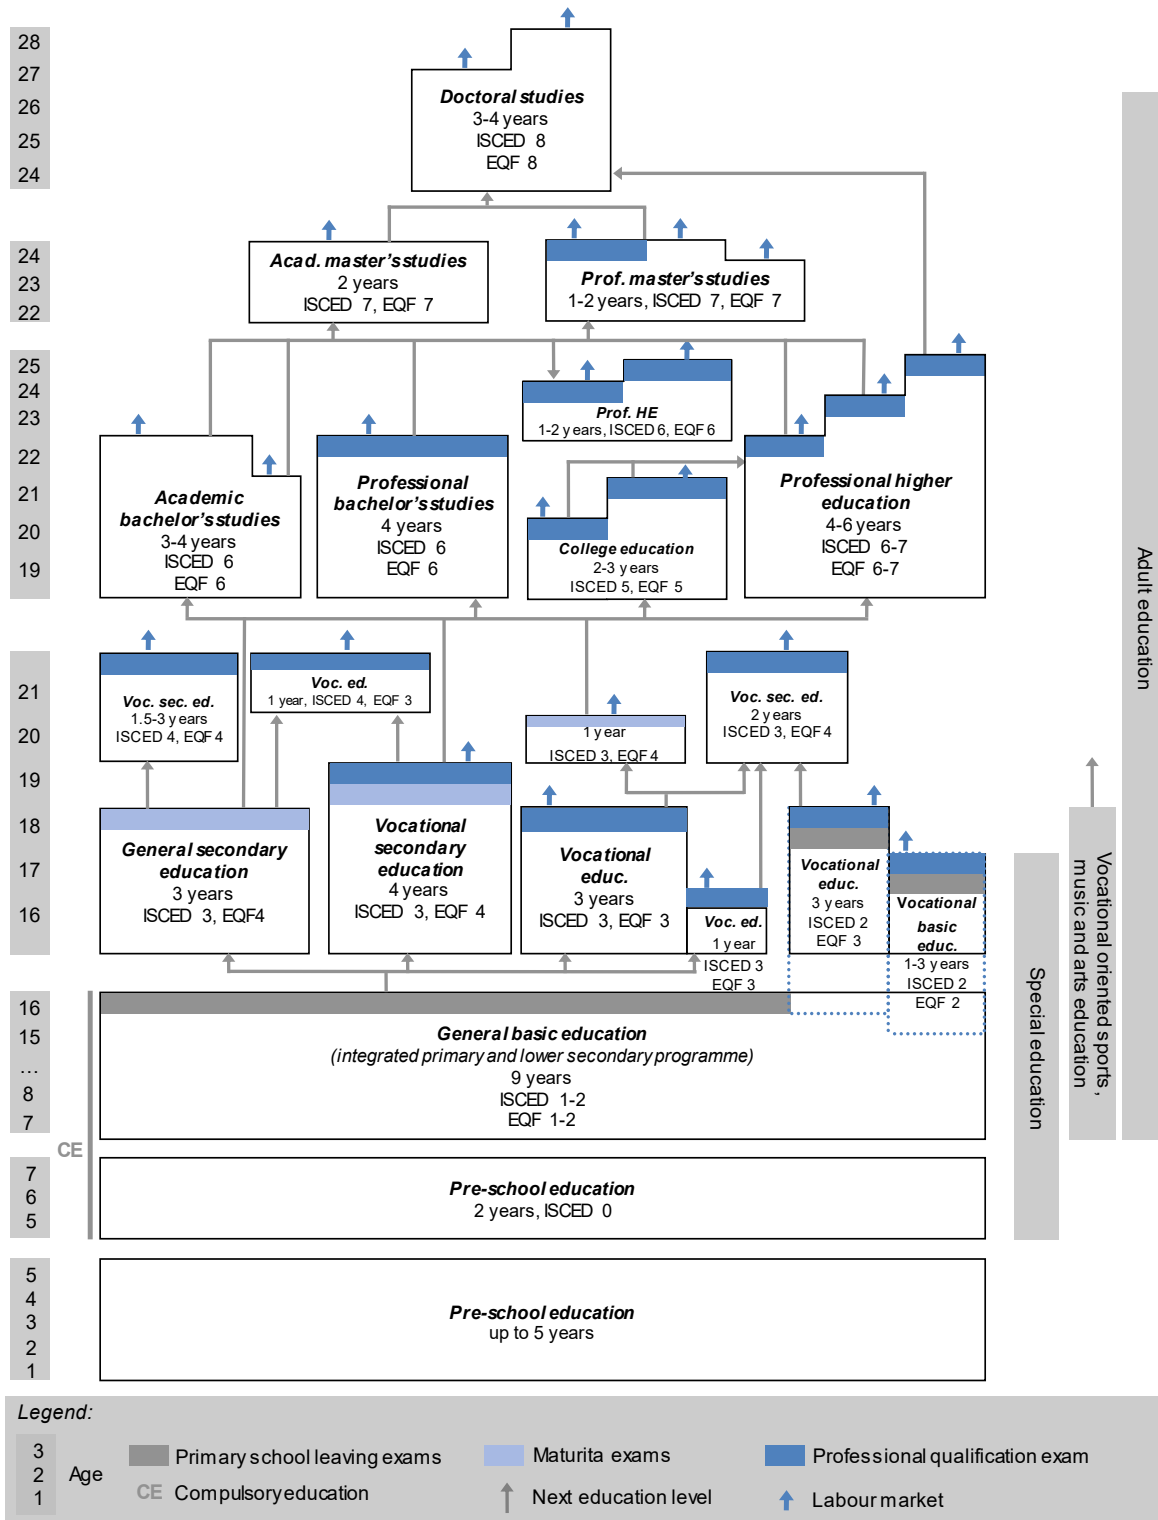 28
27
26
25
24
Doctoral studies
3-4 years
ISCED 8
EQF 8
24
23
22
Acad. master's studies
2 years
ISCED 7, EQF 7
Prof. master's studies
1-2 years, ISCED 7, EQF 7
25
24
23
22
21
20
19
Prof. HE
1-2 years, ISCED 6, EQF 6
Academic
bachelor's studies
3-4 years
ISCED 6
EQF 6
Professional
bachelor's studies
4 years
ISCED 6
EQF 6
College education
2-3 years
ISCED 5, EQF 5
Professional higher
education
4-6 years
ISCED 6-7
EQF 6-7
21
20
19
18
17
16
Voc. sec. ed.
1.5-3 years
ISCED 4, EQF 4
Voc. ed.
1 year, ISCED 4, EQF 3
1 year
ISCED 3, EQF 4
Voc. sec. ed.
2 years
ISCED 3, EQF 4
General secondary
education
3 years
ISCED 3, EQF4
Vocational
secondary
education
4 years
ISCED 3, EQF 4
Vocational
educ.
3 years
ISCED 3, EQF 3
Voc. ed.
1 year
ISCED 3
EQF 3
Vocational
educ.
3 years
ISCED 2
EQF 3
Vocational
basic
educ.
1-3 years
ISCED 2
EQF 2
16
15
...
8
7
General basic education
(integrated primary and lower secondary programme)
9 years
ISCED 1-2
EQF 1-2
CE
7
6
5
Pre-school education
2 years, ISCED 0
5
4
3
2
1
Pre-school education
up to 5 years
Special education
Vocational oriented sports,
music and arts education
Adult education
Legend:
3
2
1
Age
Primary school leaving exams
Maturita exams
Professional qualification exam
CE Compulsory education
Next education level
Labour market